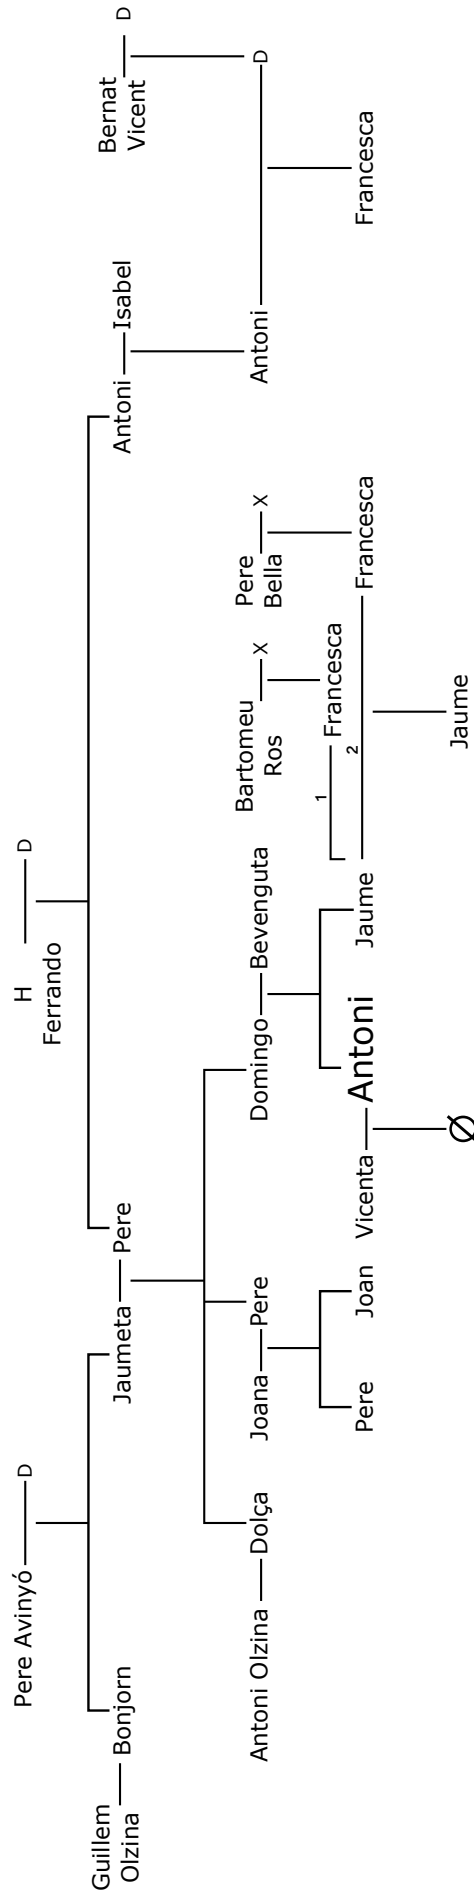 Pere Avinyó D
H D
Ferrando
Guillem
Olzina
Bonjorn
Jaumeta Pere
Antoni Isabel
Bernat D
Vicent
Antoni Olzina Dolça
Joana Pere
Domingo Bevenguta
Bartomeu X
Ros
Pere X
Bella
Antoni D
Pere Joan
Vicenta Antoni
Jaume
1 Francesca
2 Francesca
Francesca
Ø
Jaume